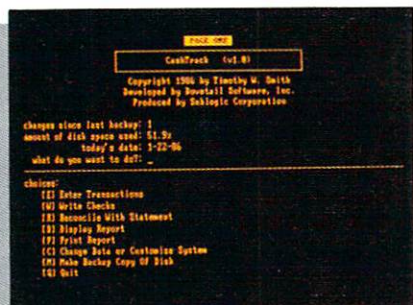 PAGE ONE
CashTrack (v1.0)
Copyright 1986 by Timothy W. Smith
Developed by Dovetail Software, Inc.
Produced by Sublogic Corporation
changes since last backup: 1
amount of disk space used: 51.9%
today's date: 1-22-86
what do you want to do?: _
choices:
[E] Enter Transactions
[W] Write Checks
[R] Reconcile With Statement
[D] Display Report
[P] Print Report
[C] Change Data or Customize System
[M] Make Backup Copy Of Disk
[Q] Quit